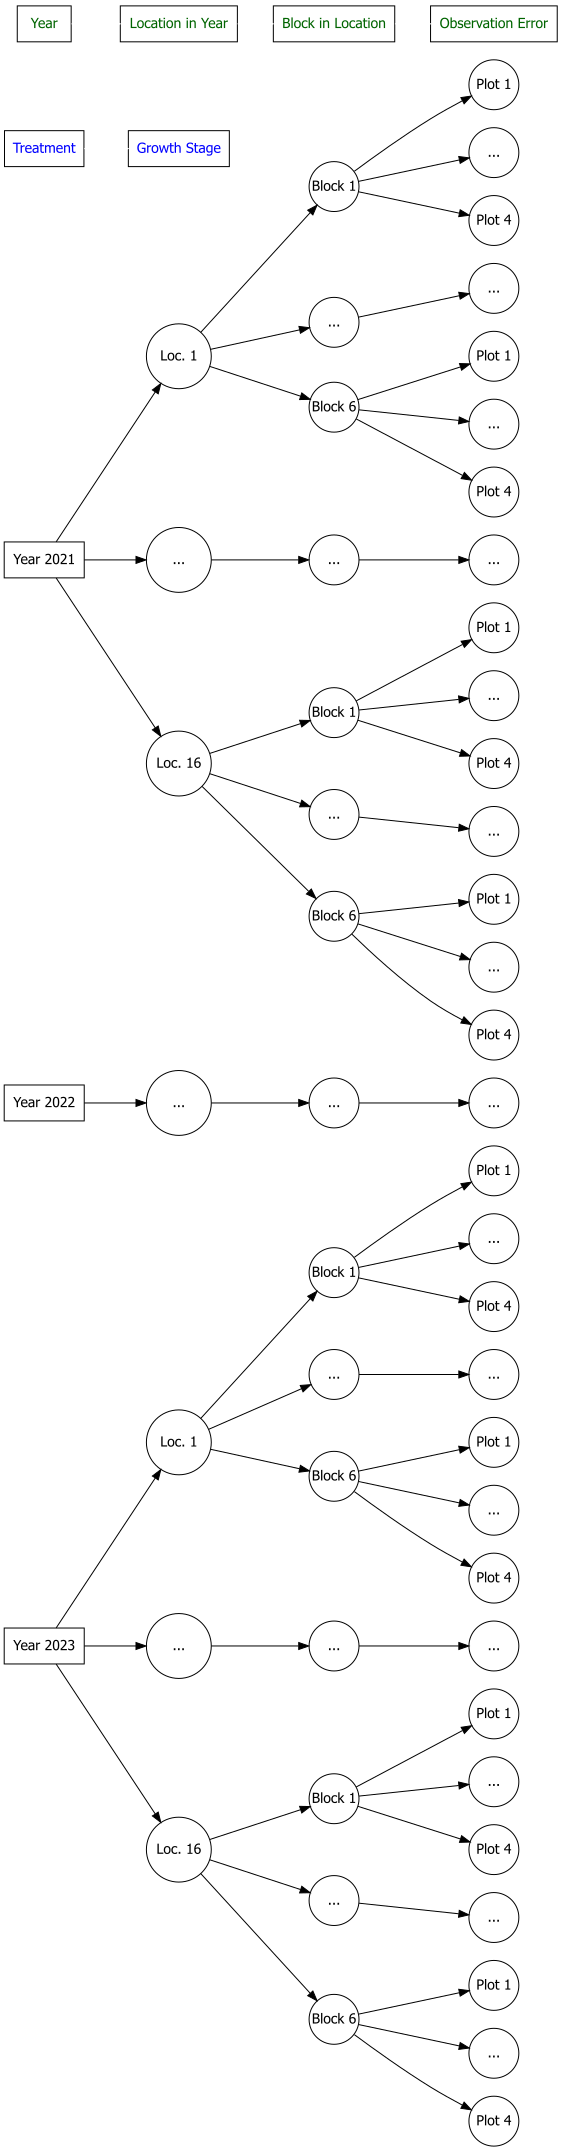 Year
Location in Year
Block in Location
Observation Error
Plot 1
Treatment
Growth Stage
...
Block 1
Plot 4
...
...
Loc. 1
Plot 1
Block 6
...
Plot 4
Year 2021
...
...
...
Plot 1
...
Block 1
Loc. 16
Plot 4
...
...
Plot 1
Block 6
...
Plot 4
Year 2022
...
...
...
Plot 1
...
Block 1
Plot 4
...
...
Loc. 1
Plot 1
Block 6
...
Plot 4
Year 2023
...
...
...
Plot 1
...
Block 1
Loc. 16
Plot 4
...
...
Plot 1
Block 6
...
Plot 4